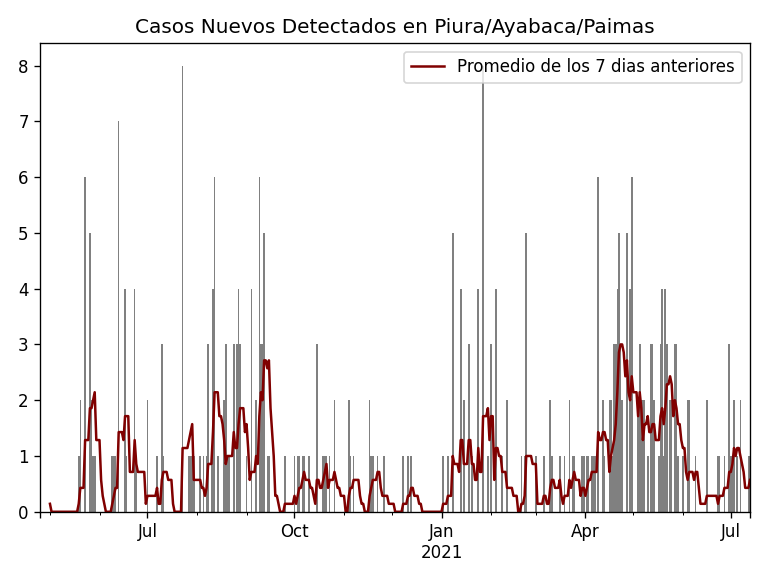 Casos Nuevos Detectados en Piura/Ayabaca/Paimas
Promedio de los 7 dias anteriores
8
7
6
5
4
3
2
1
0
Jul
Oct
Jan
2021
Apr
Jul